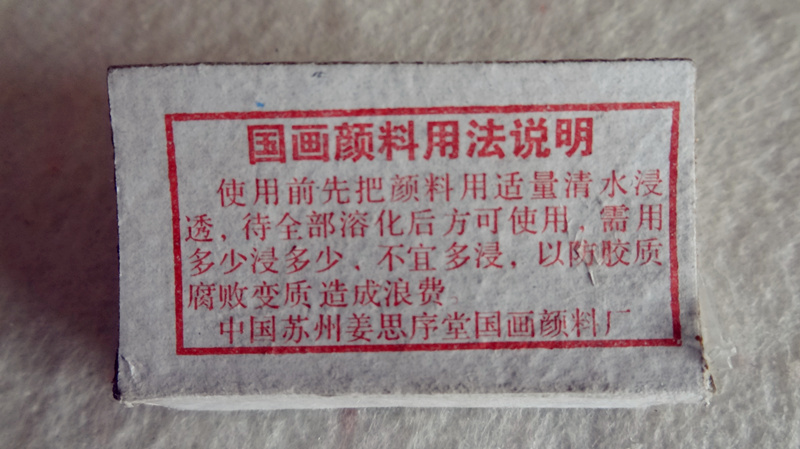 国画颜料用法说明
使用前先把颜料用适量清水浸
透，待全部溶化后方可使用，需用
多少浸多少、不宜多浸，以防胶质
腐败变质造成浪费。
中国苏州姜思序堂国画颜料厂